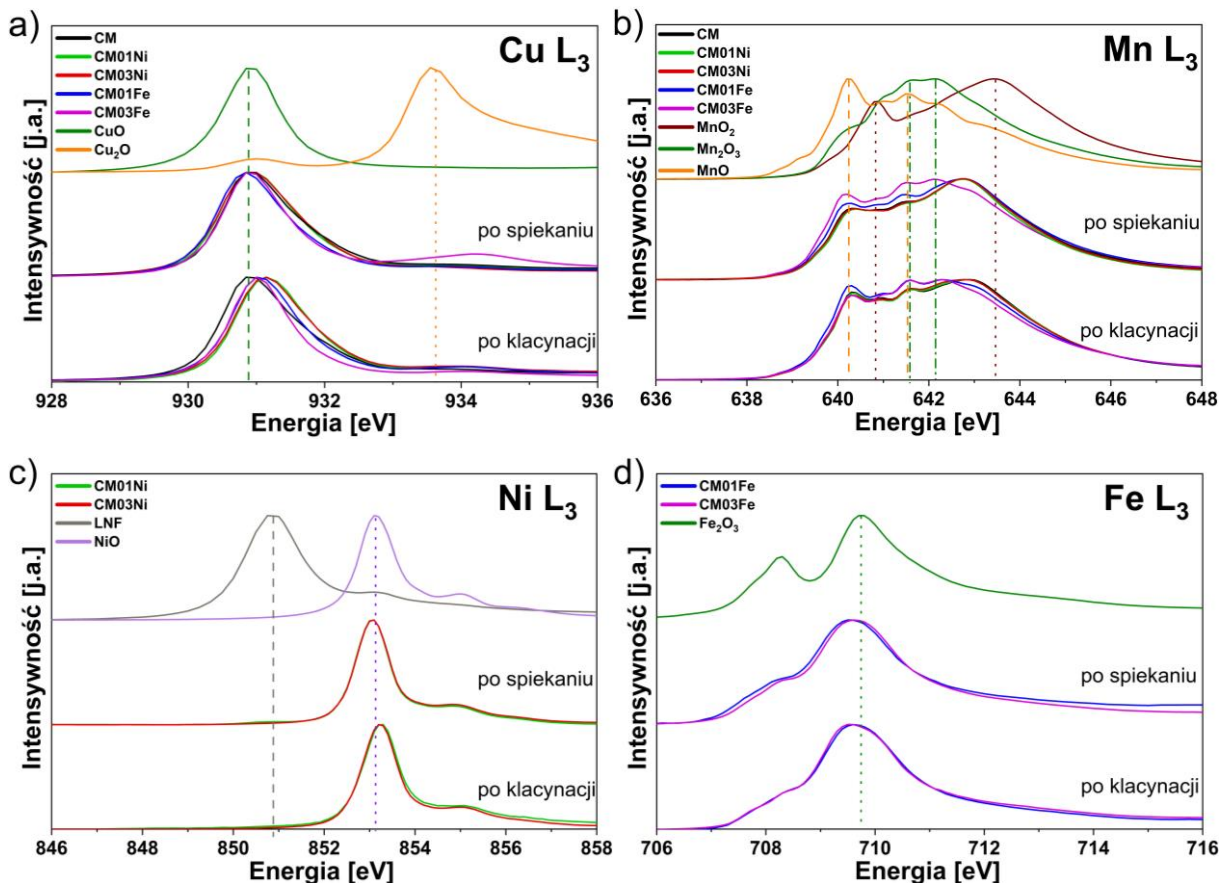 a)
Cu L₃
CM
CM01Ni
CM03Ni
CM01Fe
CM03Fe
CuO
Cu₂O
po spiekaniu
po klacynacji
Intensywność [j.a.]
928 930 932 934 936
Energia [eV]
b)
Mn L₃
CM
CM01Ni
CM03Ni
CM01Fe
CM03Fe
MnO₂
Mn₂O₃
MnO
po spiekaniu
po klacynacji
Intensywność [j.a.]
636 638 640 642 644 646 648
Energia [eV]
c)
Ni L₃
CM01Ni
CM03Ni
LNF
NiO
po spiekaniu
po klacynacji
Intensywność [j.a.]
846 848 850 852 854 856 858
Energia [eV]
d)
Fe L₃
CM01Fe
CM03Fe
Fe₂O₃
po spiekaniu
po klacynacji
Intensywność [j.a.]
706 708 710 712 714 716
Energia [eV]